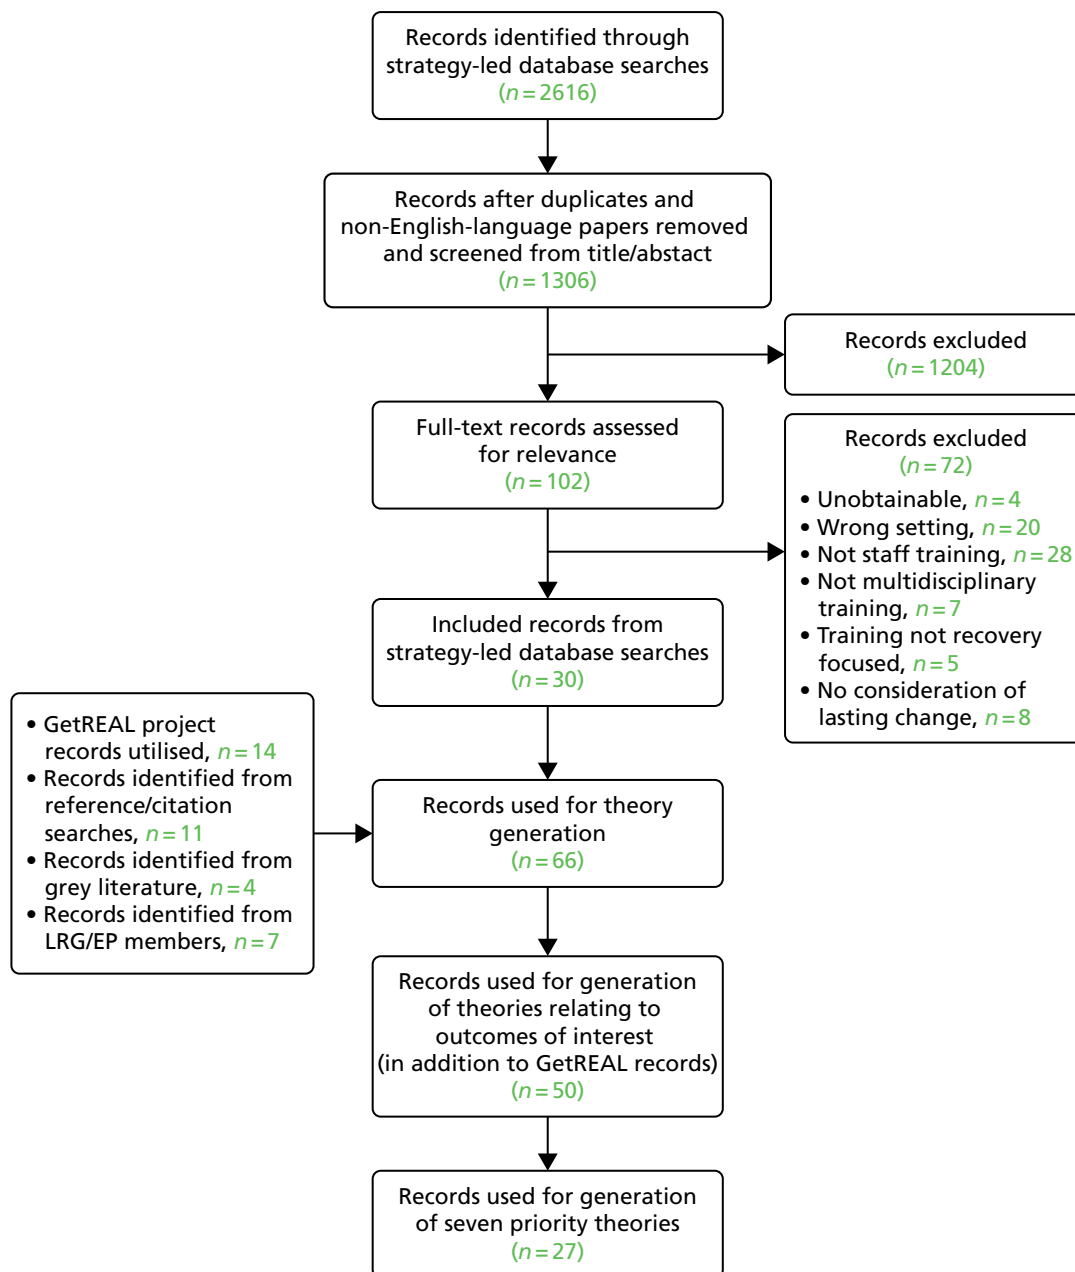 Records identified through
strategy-led database searches
(n=2616)
Records after duplicates and
non-English-language papers removed
and screened from title/abstact
(n=1306)
Records excluded
(n=1204)
Full-text records assessed
for relevance
(n=102)
Records excluded
(n=72)
• Unobtainable, n=4
• Wrong setting, n=20
• Not staff training, n=28
• Not multidisciplinary
training, n=7
• Training not recovery
focused, n=5
• No consideration of
lasting change, n=8
Included records from
strategy-led database searches
(n=30)
• GetREAL project
records utilised, n=14
• Records identified from
reference/citation
searches, n=11
• Records identified from
grey literature, n=4
• Records identified from
LRG/EP members, n=7
Records used for theory
generation
(n=66)
Records used for generation
of theories relating to
outcomes of interest
(in addition to GetREAL records)
(n=50)
Records used for generation
of seven priority theories
(n=27)